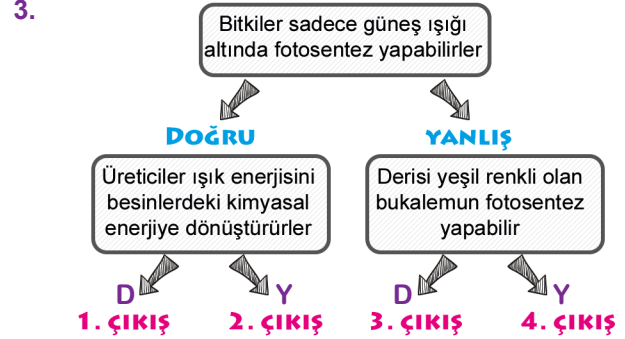 3.
Bitkiler sadece güneş ışığı
altında fotosentez yapabilirler
DOĞRU
YANLIŞ
Üreticiler ışık enerjisini
besinlerdeki kimyasal
enerjiye dönüştürürler
Derisi yeşil renkli olan
bukalemun fotosentez
yapabilir
D
Y
D
Y
1. ÇIKIŞ
2. ÇIKIŞ
3. ÇIKIŞ
4. ÇIKIŞ